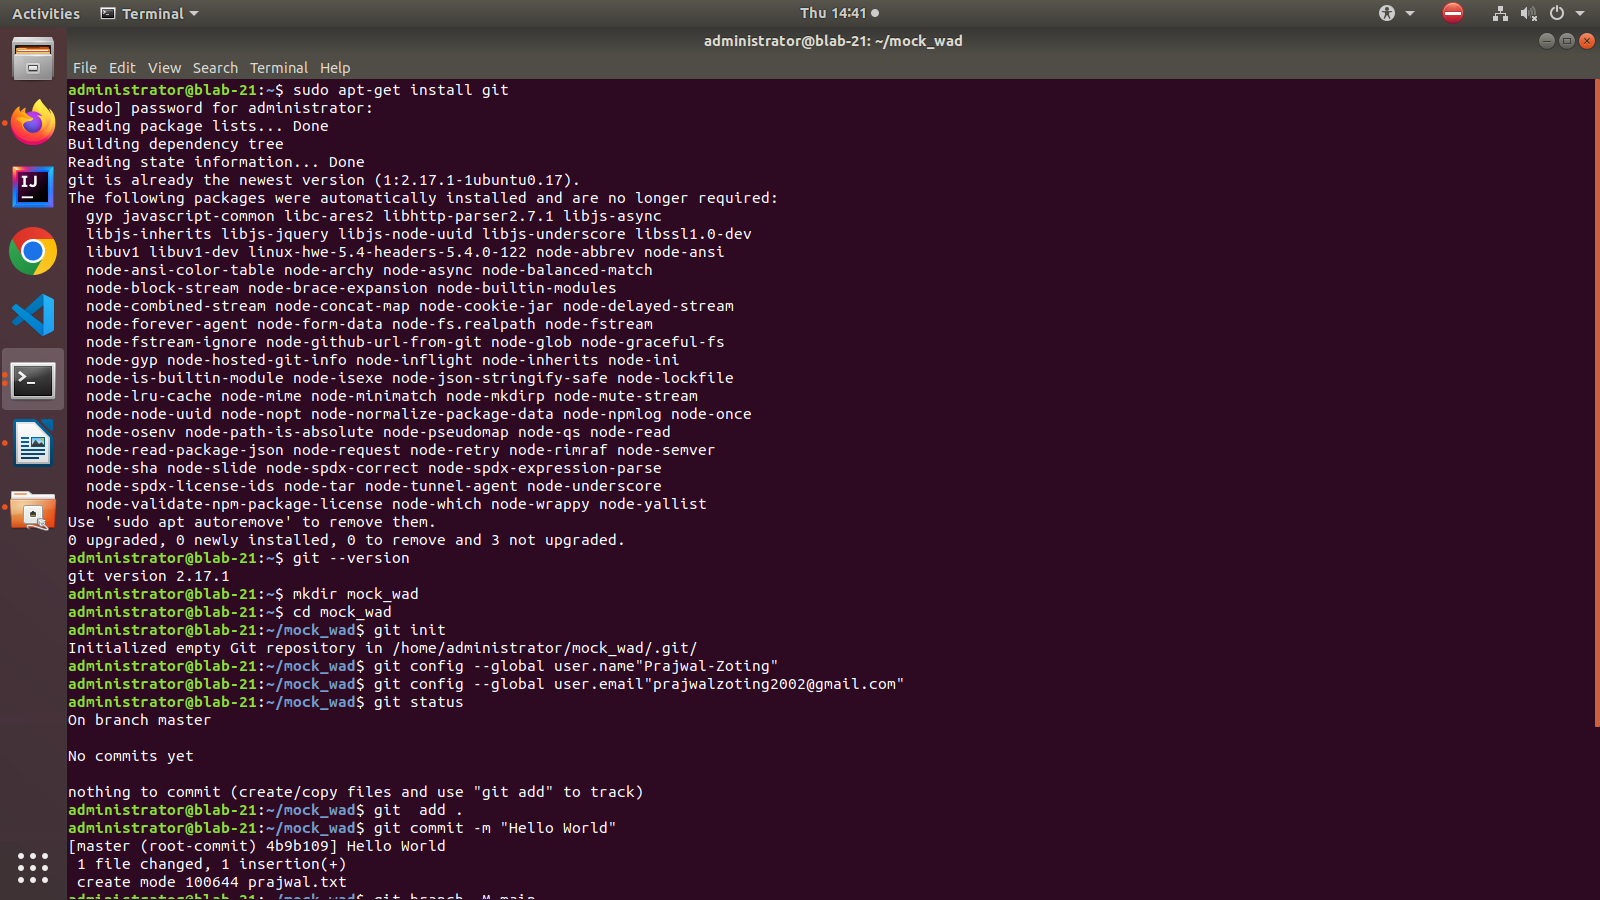 Activities Terminal Thu 14:41
administrator@blab-21: ~/mock_wad
File Edit View Search Terminal Help
administrator@blab-21:~$ sudo apt-get install git
[sudo] password for administrator:
Reading package lists... Done
Building dependency tree
Reading state information... Done
git is already the newest version (1:2.17.1-1ubuntu0.17).
The following packages were automatically installed and are no longer required:
  gyp javascript-common libc-ares2 libhttp-parser2.7.1 libjs-async
  libjs-inherits libjs-jquery libjs-node-uuid libjs-underscore libssl1.0-dev
  libuv1 libuv1-dev linux-hwe-5.4-headers-5.4.0-122 node-abbrev node-ansi
  node-ansi-color-table node-archy node-async node-balanced-match
  node-block-stream node-brace-expansion node-builtin-modules
  node-combined-stream node-concat-map node-cookie-jar node-delayed-stream
  node-forever-agent node-form-data node-fs.realpath node-fstream
  node-fstream-ignore node-github-url-from-git node-glob node-graceful-fs
  node-gyp node-hosted-git-info node-inflight node-inherits node-ini
  node-is-builtin-module node-isexe node-json-stringify-safe node-lockfile
  node-lru-cache node-mime node-minimatch node-mkdirp node-mute-stream
  node-node-uuid node-nopt node-normalize-package-data node-npmlog node-once
  node-osenv node-path-is-absolute node-pseudomap node-qs node-read
  node-read-package-json node-request node-retry node-rimraf node-semver
  node-sha node-slide node-spdx-correct node-spdx-expression-parse
  node-spdx-license-ids node-tar node-tunnel-agent node-underscore
  node-validate-npm-package-license node-which node-wrappy node-yallist
Use 'sudo apt autoremove' to remove them.
0 upgraded, 0 newly installed, 0 to remove and 3 not upgraded.
administrator@blab-21:~$ git --version
git version 2.17.1
administrator@blab-21:~$ mkdir mock_wad
administrator@blab-21:~$ cd mock_wad
administrator@blab-21:~/mock_wad$ git init
Initialized empty Git repository in /home/administrator/mock_wad/.git/
administrator@blab-21:~/mock_wad$ git config --global user.name"Prajwal-Zoting"
administrator@blab-21:~/mock_wad$ git config --global user.email"prajwalzoting2002@gmail.com"
administrator@blab-21:~/mock_wad$ git status
On branch master
No commits yet
nothing to commit (create/copy files and use "git add" to track)
administrator@blab-21:~/mock_wad$ git  add .
administrator@blab-21:~/mock_wad$ git commit -m "Hello World"
[master (root-commit) 4b9b109] Hello World
 1 file changed, 1 insertion(+)
 create mode 100644 prajwal.txt
administrator@blab-21:~/mock_wad$ git branch -M main
IJ